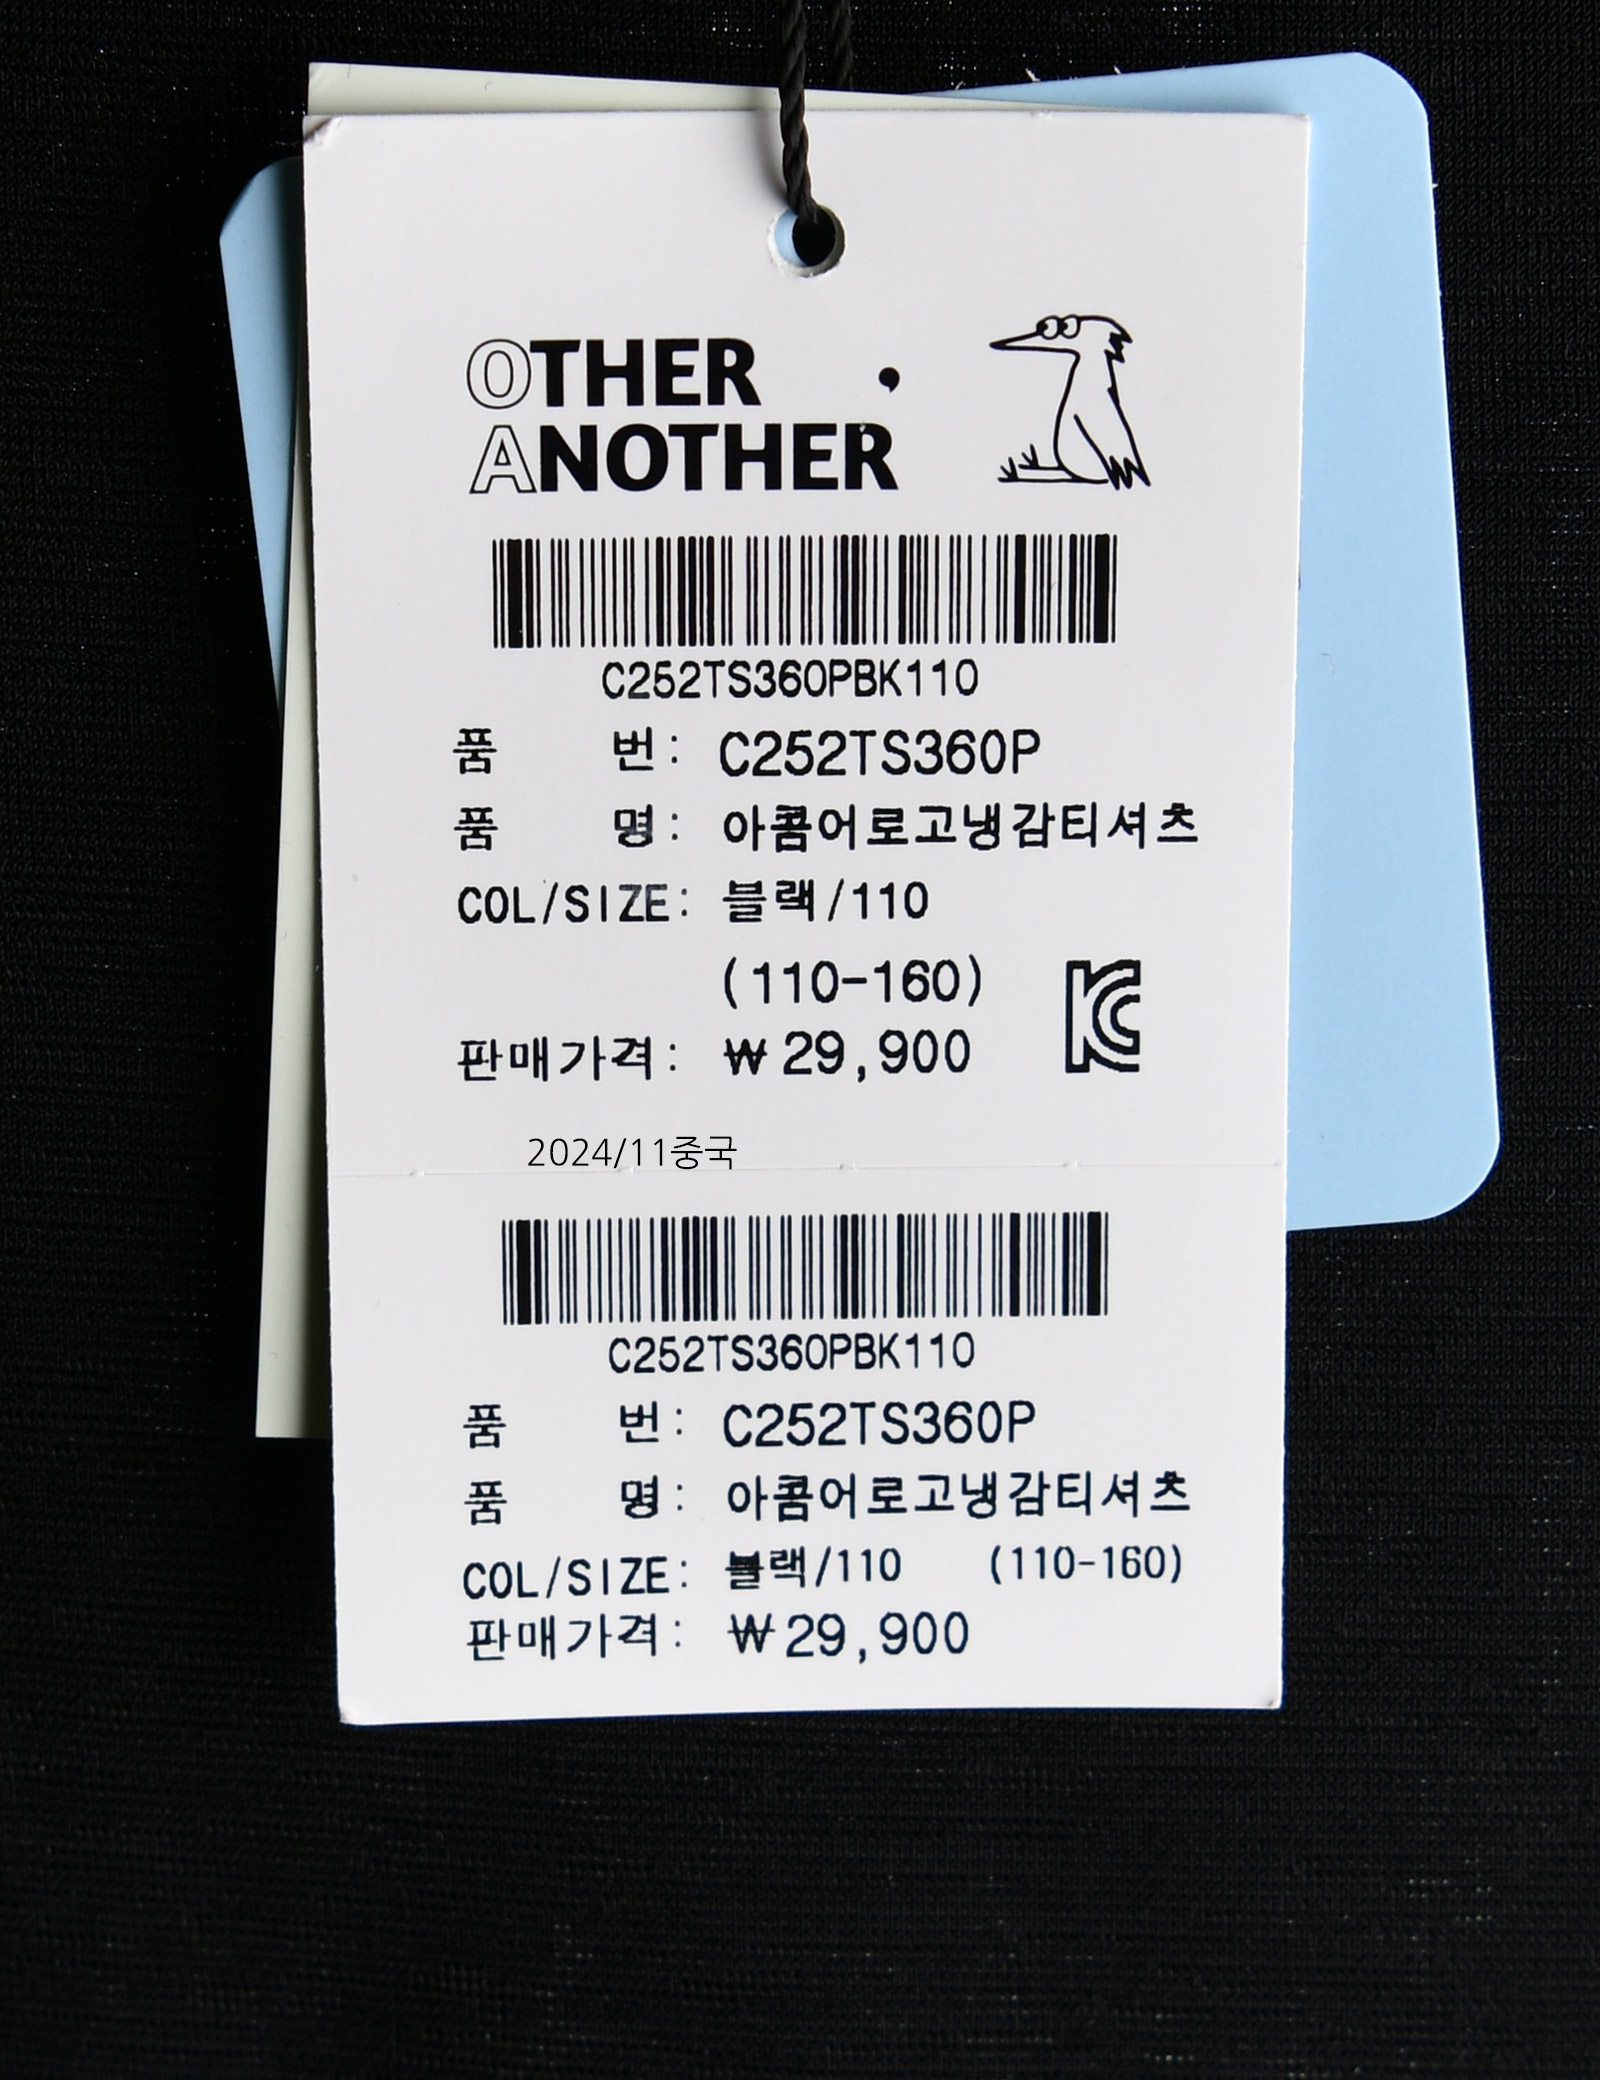 OTHER ,
ANOTHER
C252TS360PBK110
품 번: C252TS360P
품 명: 아콤어로고냉감티셔츠
COL/SIZE: 블랙/110
(110-160)
KC
판매가격: ₩29,900
2024/11중국
C252TS360PBK110
품 번: C252TS360P
품 명: 아콤어로고냉감티셔츠
COL/SIZE: 블랙/110 (110-160)
판매가격: ₩29,900